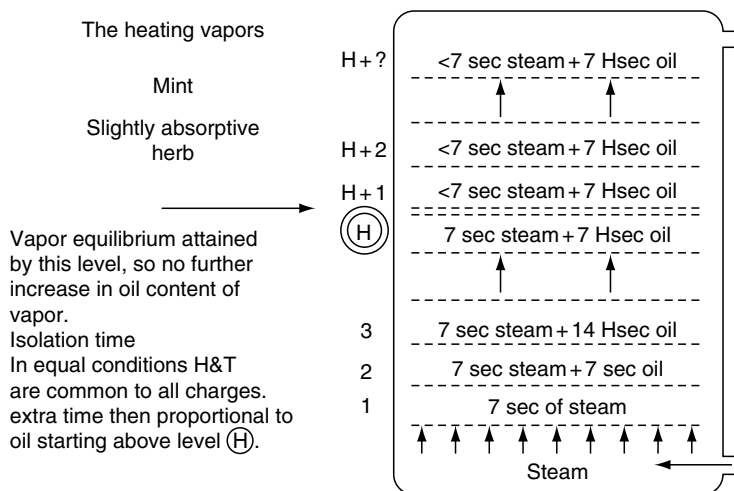 The heating vapors
Mint
Slightly absorptive
herb
Vapor equilibrium attained
by this level, so no further
increase in oil content of
vapor.
Isolation time
In equal conditions H&T
are common to all charges.
extra time then proportional to
oil starting above level H.
H + ? <7 sec steam + 7 Hsec oil
H + 2 <7 sec steam + 7 Hsec oil
H + 1 <7 sec steam + 7 Hsec oil
H 7 sec steam + 7 Hsec oil
3 7 sec steam + 14 Hsec oil
2 7 sec steam + 7 sec oil
1 7 sec of steam
Steam